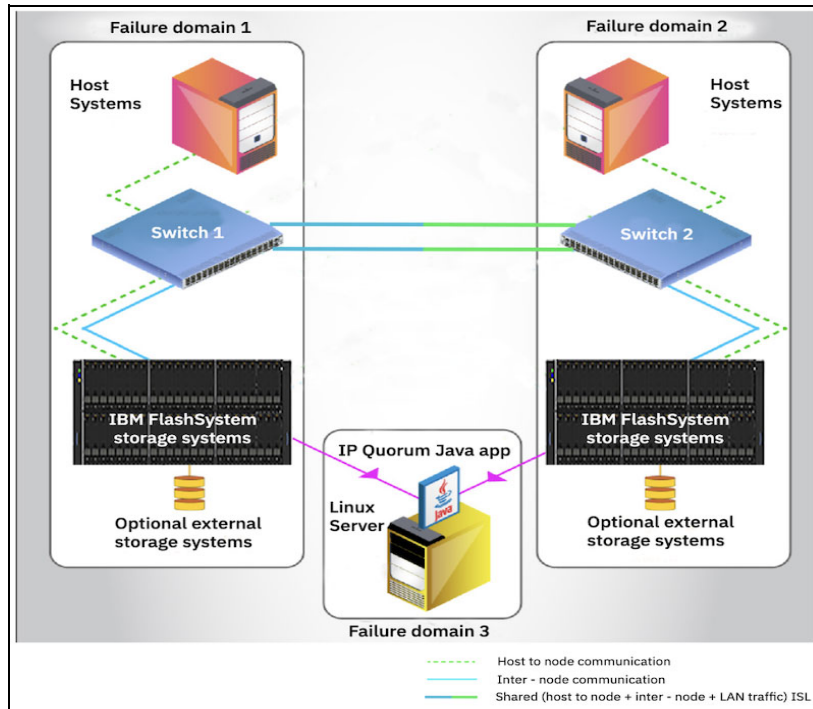 Failure domain 1
Failure domain 2
Host
Systems
Host
Systems
Switch 1
Switch 2
IBM FlashSystem
storage systems
IBM FlashSystem
storage systems
IP Quorum Java app
Linux
Server
Java
Optional external
storage systems
Optional external
storage systems
Failure domain 3
Host to node communication
Inter - node communication
Shared (host to node + inter - node + LAN traffic) ISL